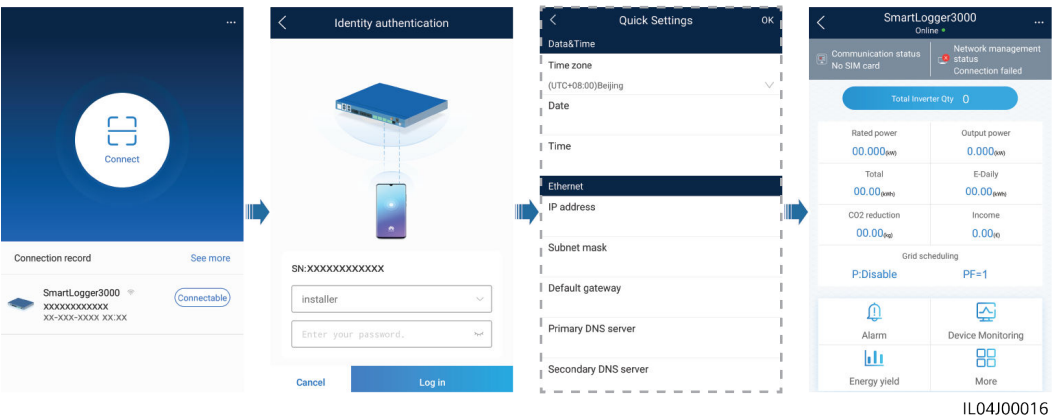 Connect
Connection record
See more
SmartLogger3000
XXXXXXXXXXXX
XX-XXX-XXXX XX:XX
Connectable
Identity authentication
SN:XXXXXXXXXXXX
installer
Enter your password.
Cancel
Log in
Quick Settings
OK
Data&Time
Time zone
(UTC+08:00)Beijing
Date
Time
Ethernet
IP address
Subnet mask
Default gateway
Primary DNS server
Secondary DNS server
SmartLogger3000
Online
Communication status
No SIM card
Network management
status
Connection failed
Total Inverter Qty 0
Rated power
00.000(kW)
Output power
0.000(kW)
Total
00.00(kWh)
E-Daily
00.00(kWh)
CO2 reduction
00.00(kg)
Income
0.00(€)
Grid scheduling
P:Disable
PF=1
Alarm
Device Monitoring
Energy yield
More
IL04J00016